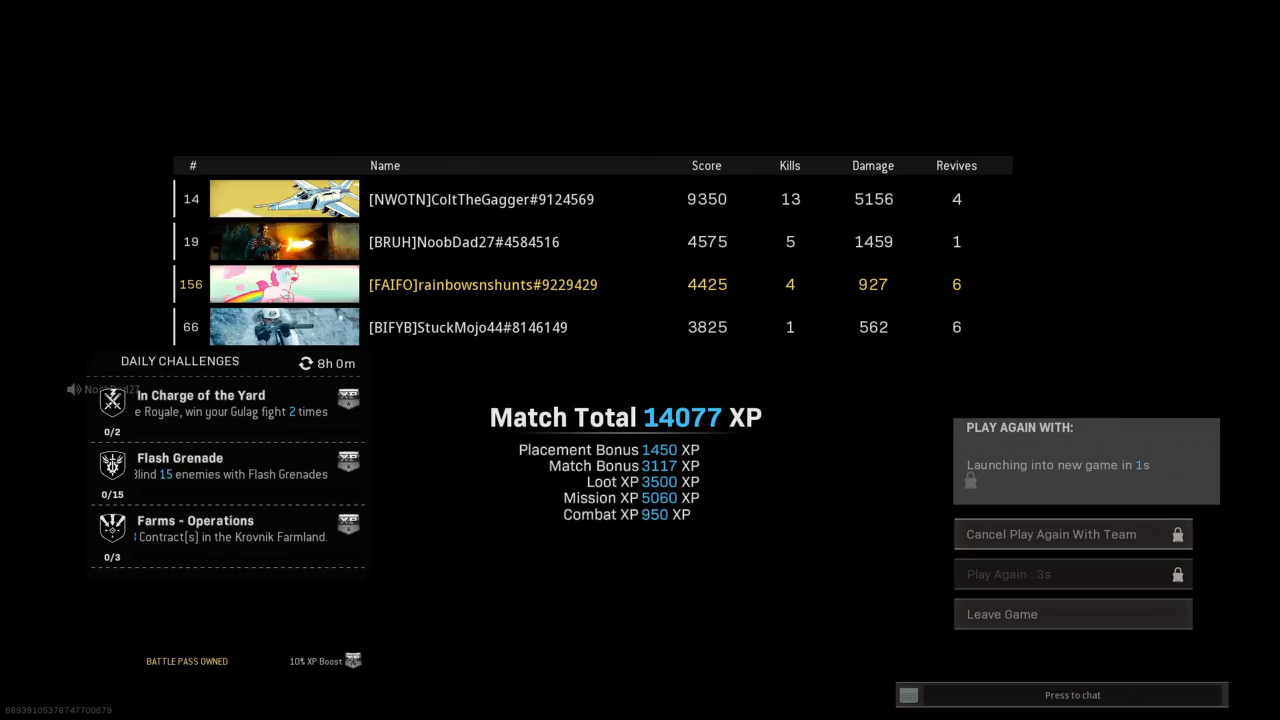 # Name Score Kills Damage Revives
14 [NWOTN]ColtTheGagger#9124569 9350 13 5156 4
19 [BRUH]NoobDad27#4584516 4575 5 1459 1
156 [FAIFO]rainbowsnshunts#9229429 4425 4 927 6
66 [BIFYB]StuckMojo44#8146149 3825 1 562 6
DAILY CHALLENGES 8h 0m
NoobDad27
In Charge of the Yard
e Royale, win your Gulag fight 2 times
0/2
Flash Grenade
Blind 15 enemies with Flash Grenades
0/15
Farms - Operations
Contract(s) in the Krovnik Farmland.
0/3
BATTLE PASS OWNED
10% XP Boost
Match Total 14077 XP
Placement Bonus 1450 XP
Match Bonus 3117 XP
Loot XP 3500 XP
Mission XP 5060 XP
Combat XP 950 XP
PLAY AGAIN WITH:
Launching into new game in 1s
Cancel Play Again With Team
Play Again : 3s
Leave Game
Press to chat
68939105378747700679